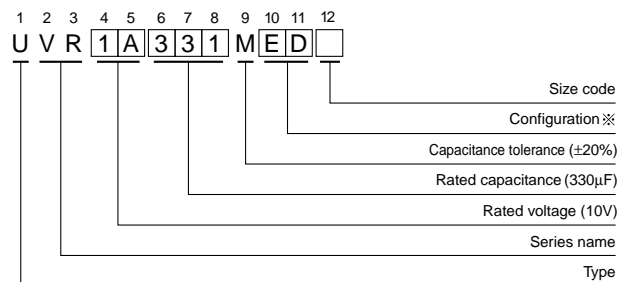 1 2 3 4 5 6 7 8 9 10 11 12
U V R 1 A 3 3 1 M E D
Size code
Configuration※
Capacitance tolerance (±20%)
Rated capacitance (330µF)
Rated voltage (10V)
Series name
Type